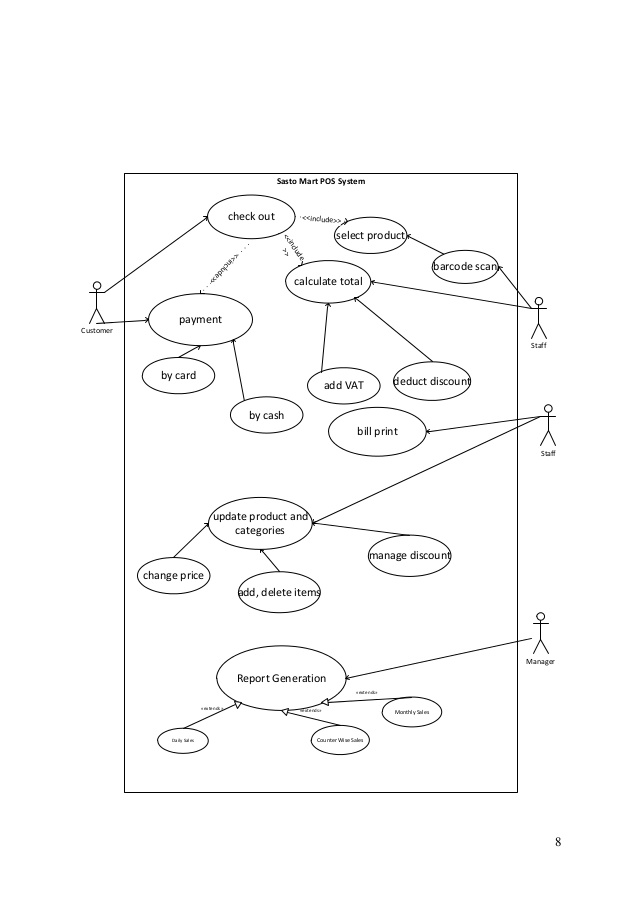 Sasto Mart POS System
check out
<<include>>
select product
<<include
>>
barcode scan
<<include>>
calculate total
payment
Customer
Staff
by card
add VAT
deduct discount
by cash
bill print
Staff
update product and
categories
manage discount
change price
add, delete items
Manager
Report Generation
<extends>
<extends>
<extends>
Monthly Sales
Daily Sales
Counter Wise Sales
8